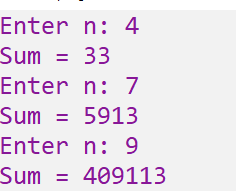 Enter n: 4
Sum = 33
Enter n: 7
Sum = 5913
Enter n: 9
Sum = 409113